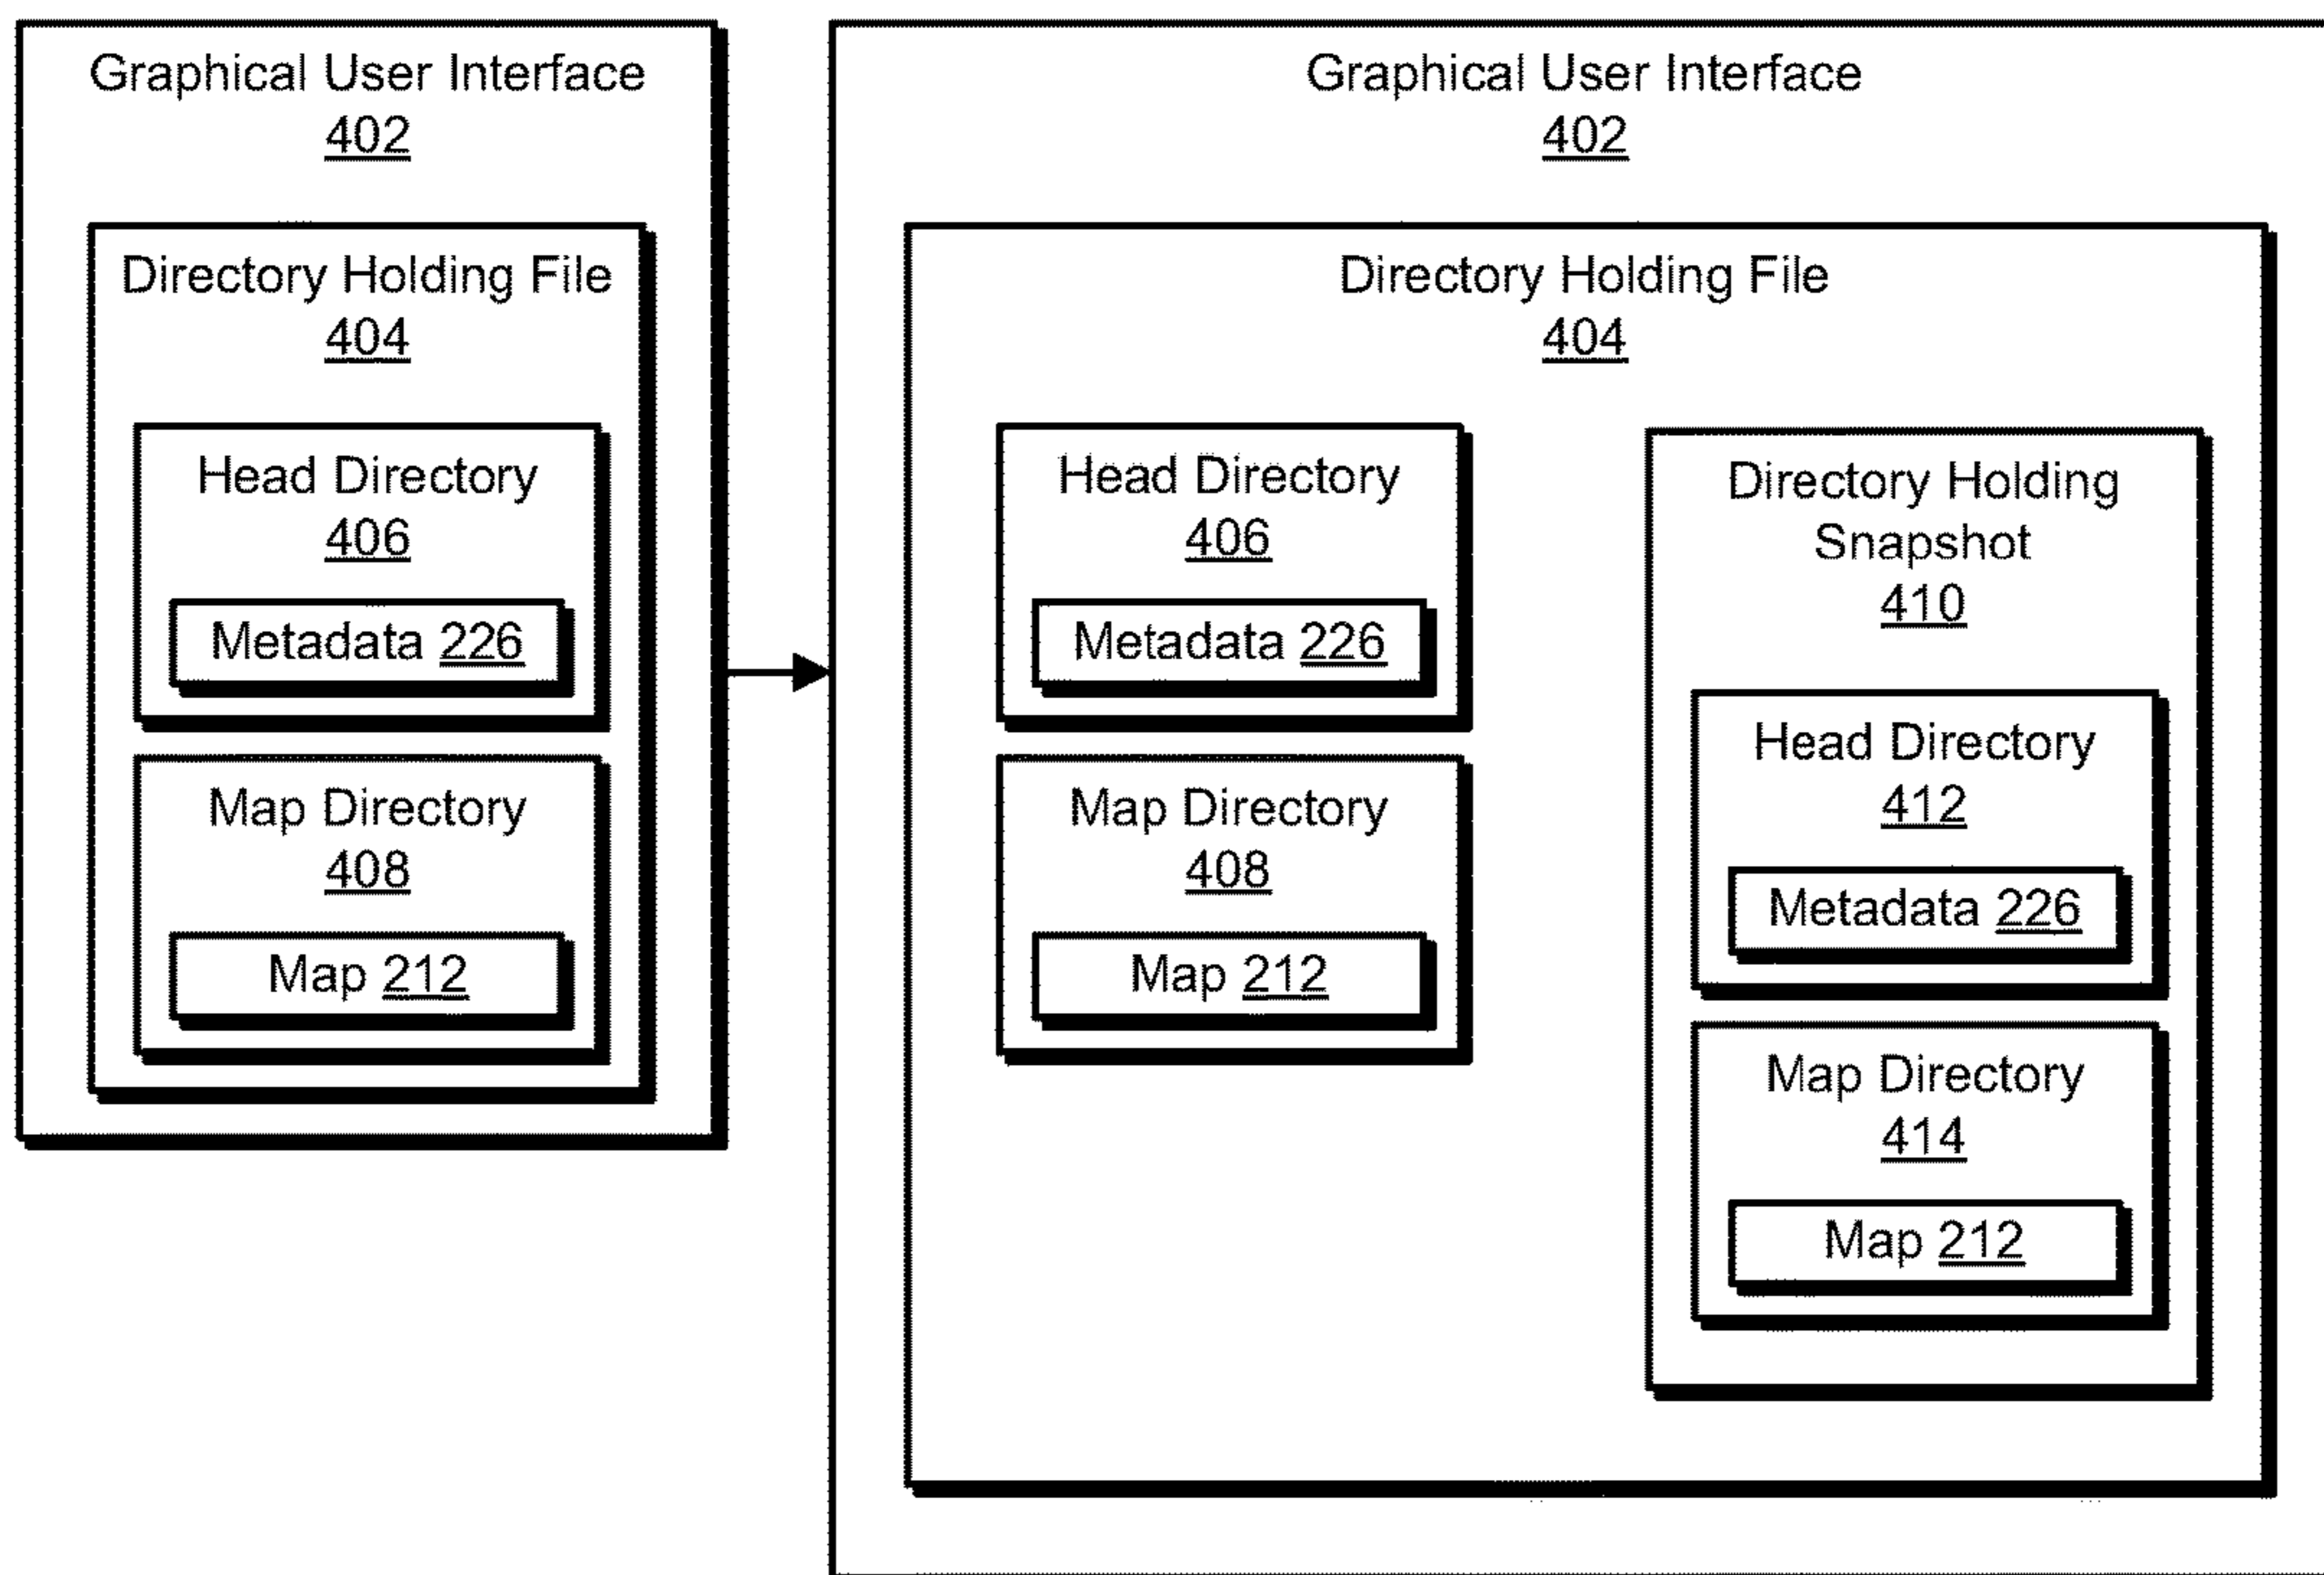 Graphical User Interface
402
Directory Holding File
404
Head Directory
406
Metadata 226
Map Directory
408
Map 212
Graphical User Interface
402
Directory Holding File
404
Head Directory
406
Metadata 226
Map Directory
408
Map 212
Directory Holding
Snapshot
410
Head Directory
412
Metadata 226
Map Directory
414
Map 212